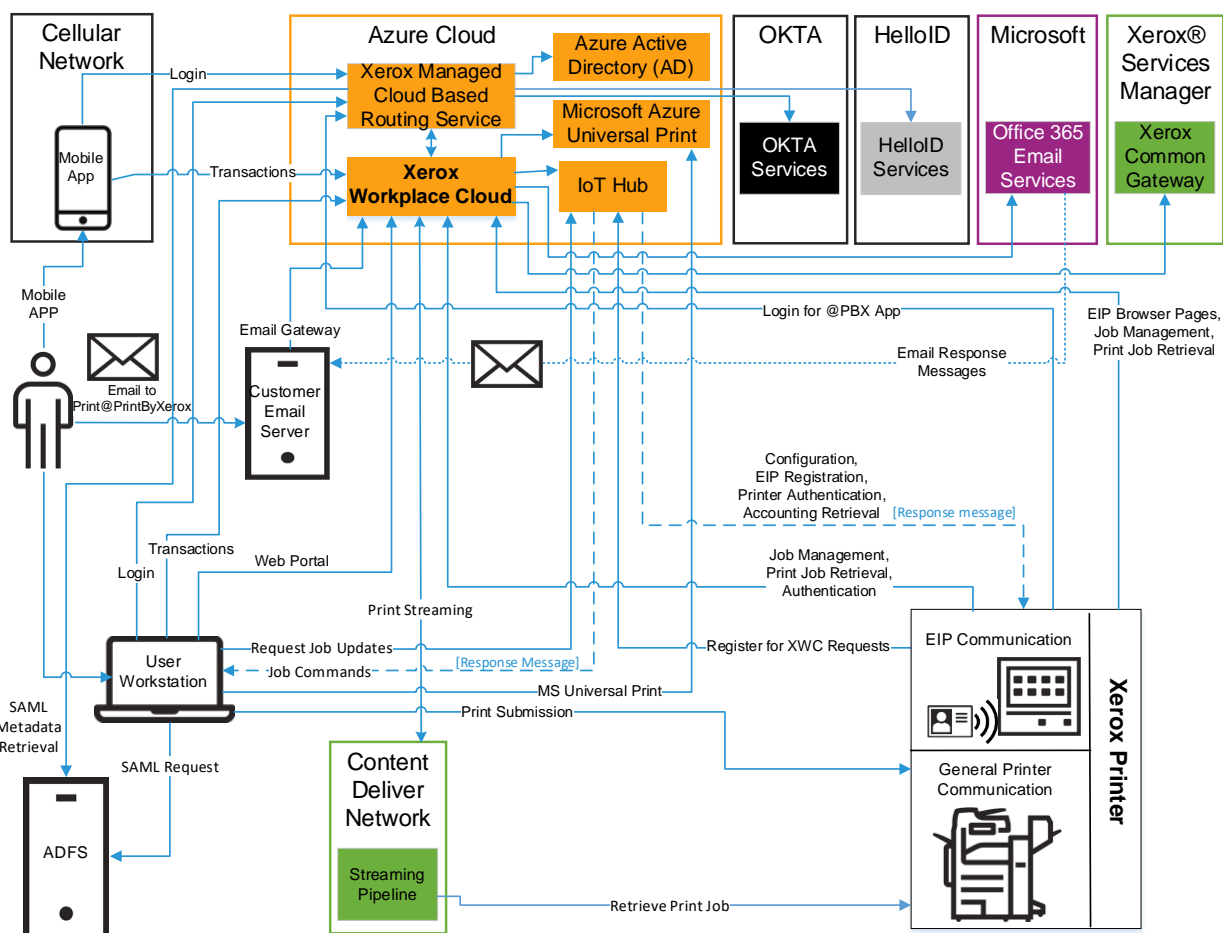 Cellular
Network
Azure Cloud
OKTA
HelloID
Microsoft
Xerox®
Services
Manager
Login
Xerox Managed
Cloud Based
Routing Service
Azure Active
Directory (AD)
Microsoft Azure
Universal Print
Mobile
App
Transactions
Xerox
Workplace Cloud
IoT Hub
OKTA
Services
HelloID
Services
Office 365
Email
Services
Xerox
Common
Gateway
Mobile
APP
Email Gateway
Login for @PBX App
EIP Browser Pages,
Job Management,
Print Job Retrieval
Email to
Print@PrintByXerox
Customer
Email
Server
Email Response
Messages
Configuration,
EIP Registration,
Printer Authentication,
Accounting Retrieval
[Response message]
Transactions
Login
Web Portal
Job Management,
Print Job Retrieval,
Authentication
Print Streaming
User
Workstation
Request Job Updates
Job Commands
[Response Message]
Register for XWC Requests
EIP Communication
MS Universal Print
Print Submission
SAML
Metadata
Retrieval
SAML Request
Content
Deliver
Network
General Printer
Communication
Xerox Printer
ADFS
Streaming
Pipeline
Retrieve Print Job